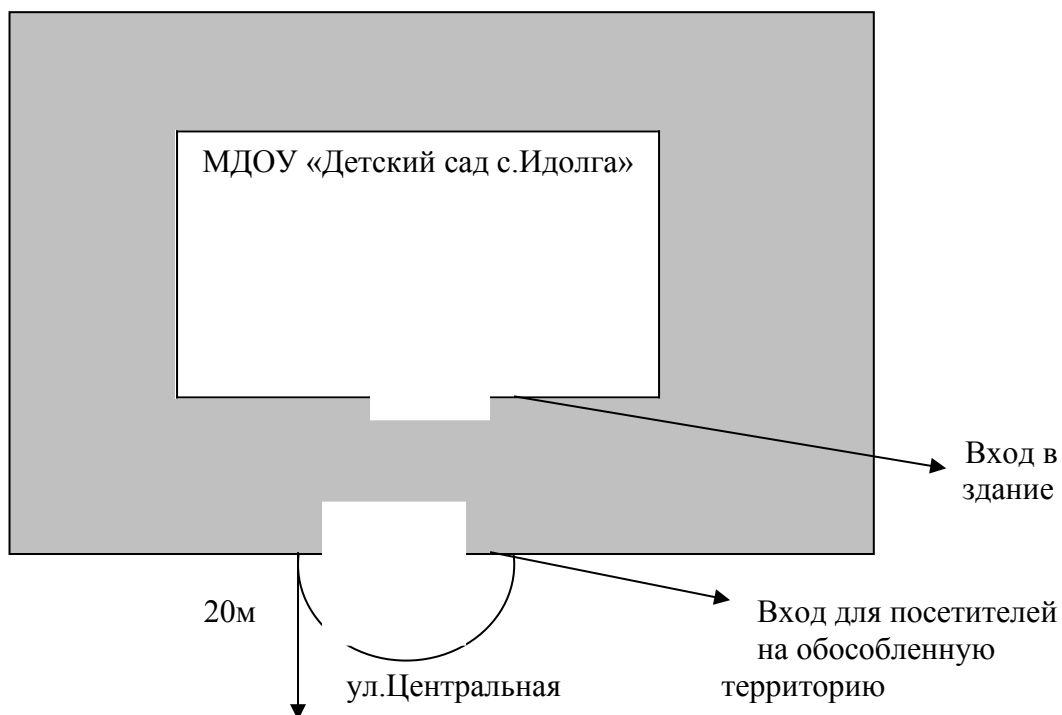 МДОУ «Детский сад с.Идолга»
Вход в
здание
20м
Вход для посетителей
на обособленную
территорию
ул.Центральная